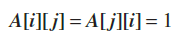 A[i][j] = A[j][i] = 1